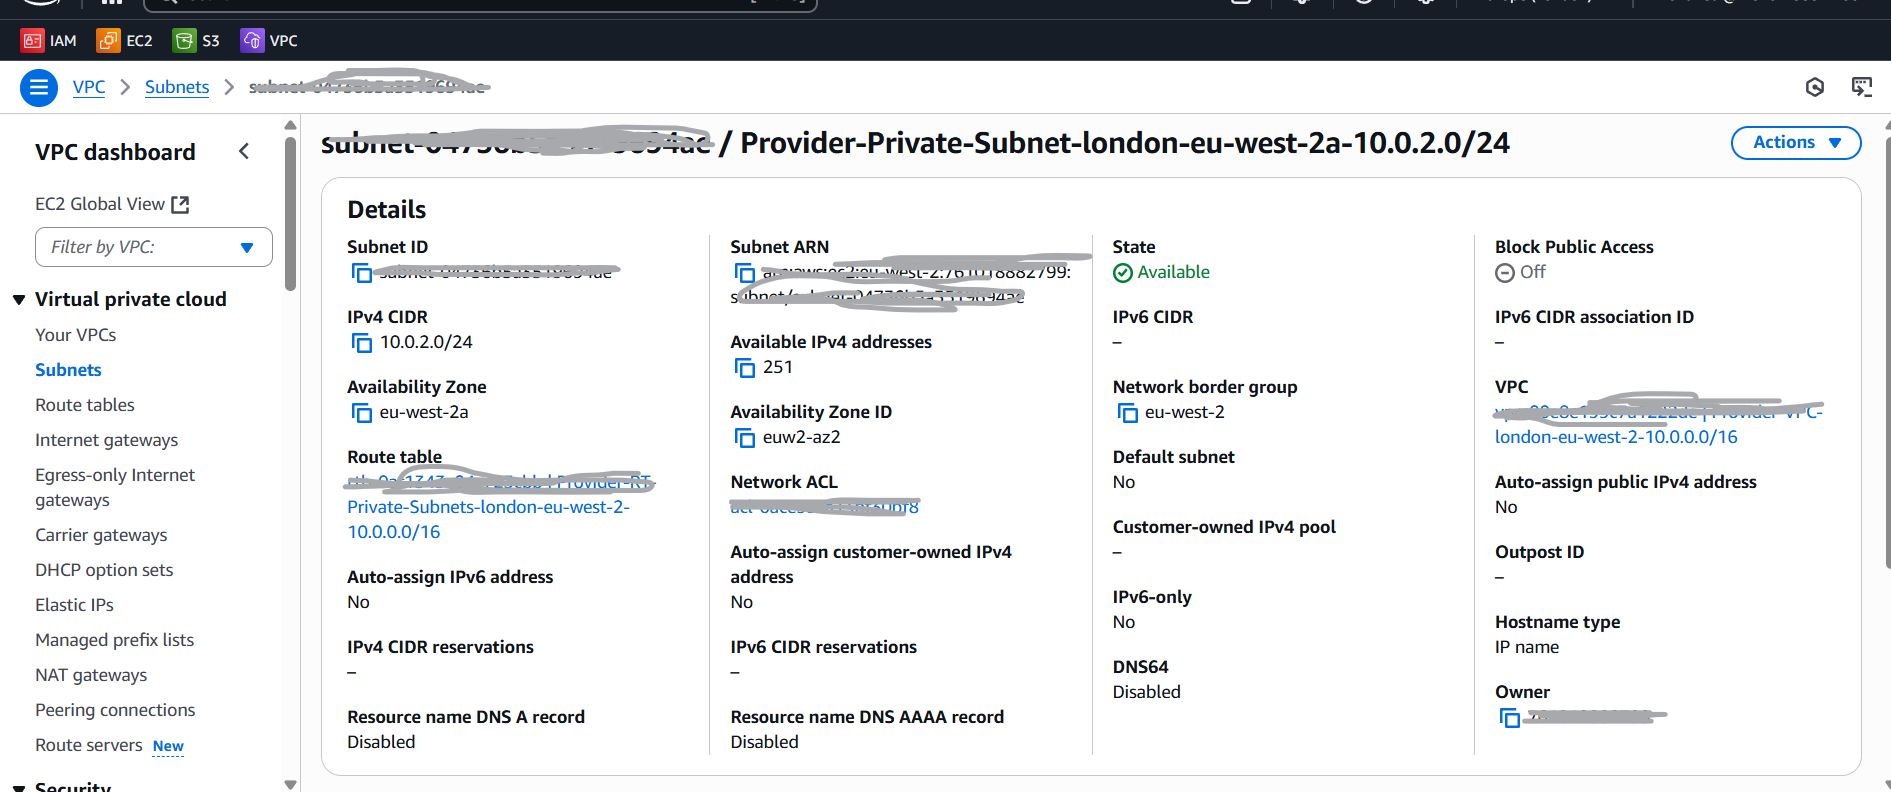 IAM EC2 S3 VPC
VPC Subnets
VPC dashboard
EC2 Global View
Filter by VPC:
Virtual private cloud
Your VPCs
Subnets
Route tables
Internet gateways
Egress-only Internet
gateways
Carrier gateways
DHCP option sets
Elastic IPs
Managed prefix lists
NAT gateways
Peering connections
Route servers New
Security
/ Provider-Private-Subnet-london-eu-west-2a-10.0.2.0/24
Actions
Details
Subnet ID
IPv4 CIDR
10.0.2.0/24
Availability Zone
eu-west-2a
Route table
Private-Subnets-london-eu-west-2-
10.0.0.0/16
Auto-assign IPv6 address
No
IPv4 CIDR reservations
–
Resource name DNS A record
Disabled
Subnet ARN
Available IPv4 addresses
251
Availability Zone ID
euw2-az2
Network ACL
Auto-assign customer-owned IPv4
address
No
IPv6 CIDR reservations
–
Resource name DNS AAAA record
Disabled
State
Available
IPv6 CIDR
–
Network border group
eu-west-2
Default subnet
No
Customer-owned IPv4 pool
–
IPv6-only
No
DNS64
Disabled
Block Public Access
Off
IPv6 CIDR association ID
–
VPC
london-eu-west-2-10.0.0.0/16
Auto-assign public IPv4 address
No
Outpost ID
–
Hostname type
IP name
Owner